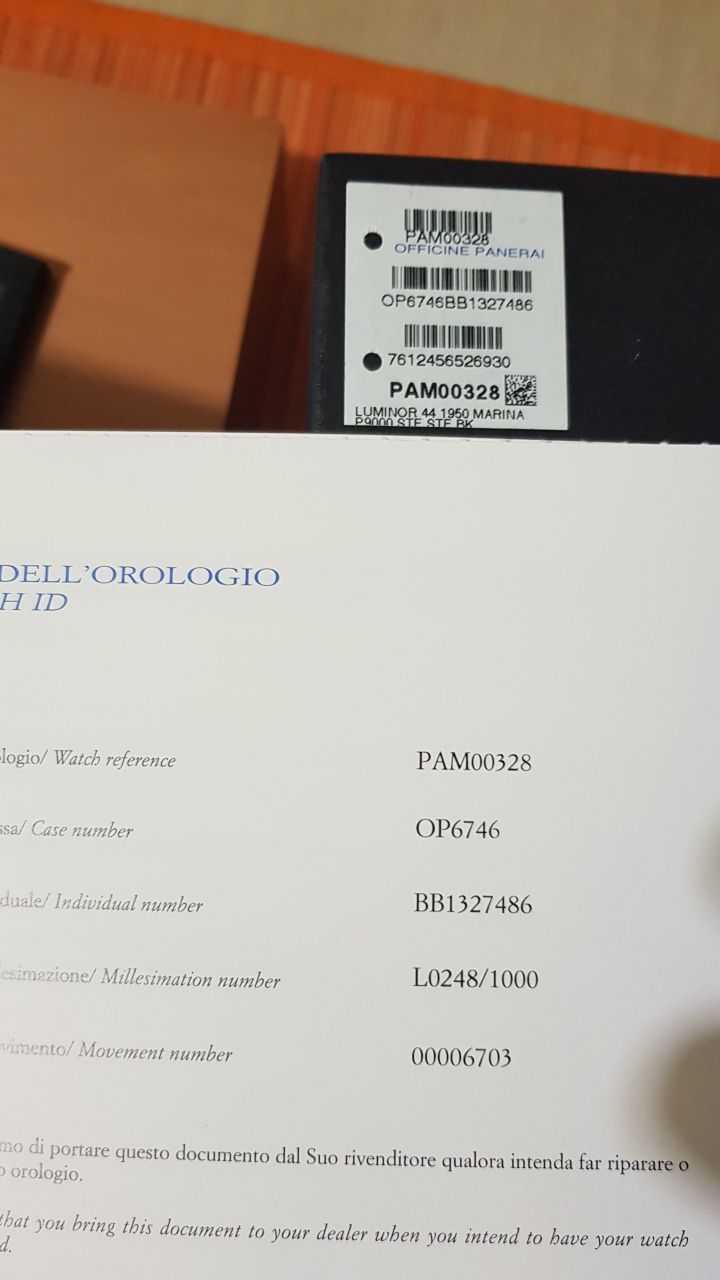 PAM00328
OFFICINE PANERAI
OP6746BB1327486
7612456526930
PAM00328
LUMINOR 44 1950 MARINA
P9000 STE STE BK
DELL'OROLOGIO
H ID
logio/ Watch reference PAM00328
ssa/ Case number OP6746
duale/ Individual number BB1327486
esimazione/ Millesimation number L0248/1000
vimento/ Movement number 00006703
mo di portare questo documento dal Suo rivenditore qualora intenda far riparare o
o orologio.
that you bring this document to your dealer when you intend to have your watch
d.